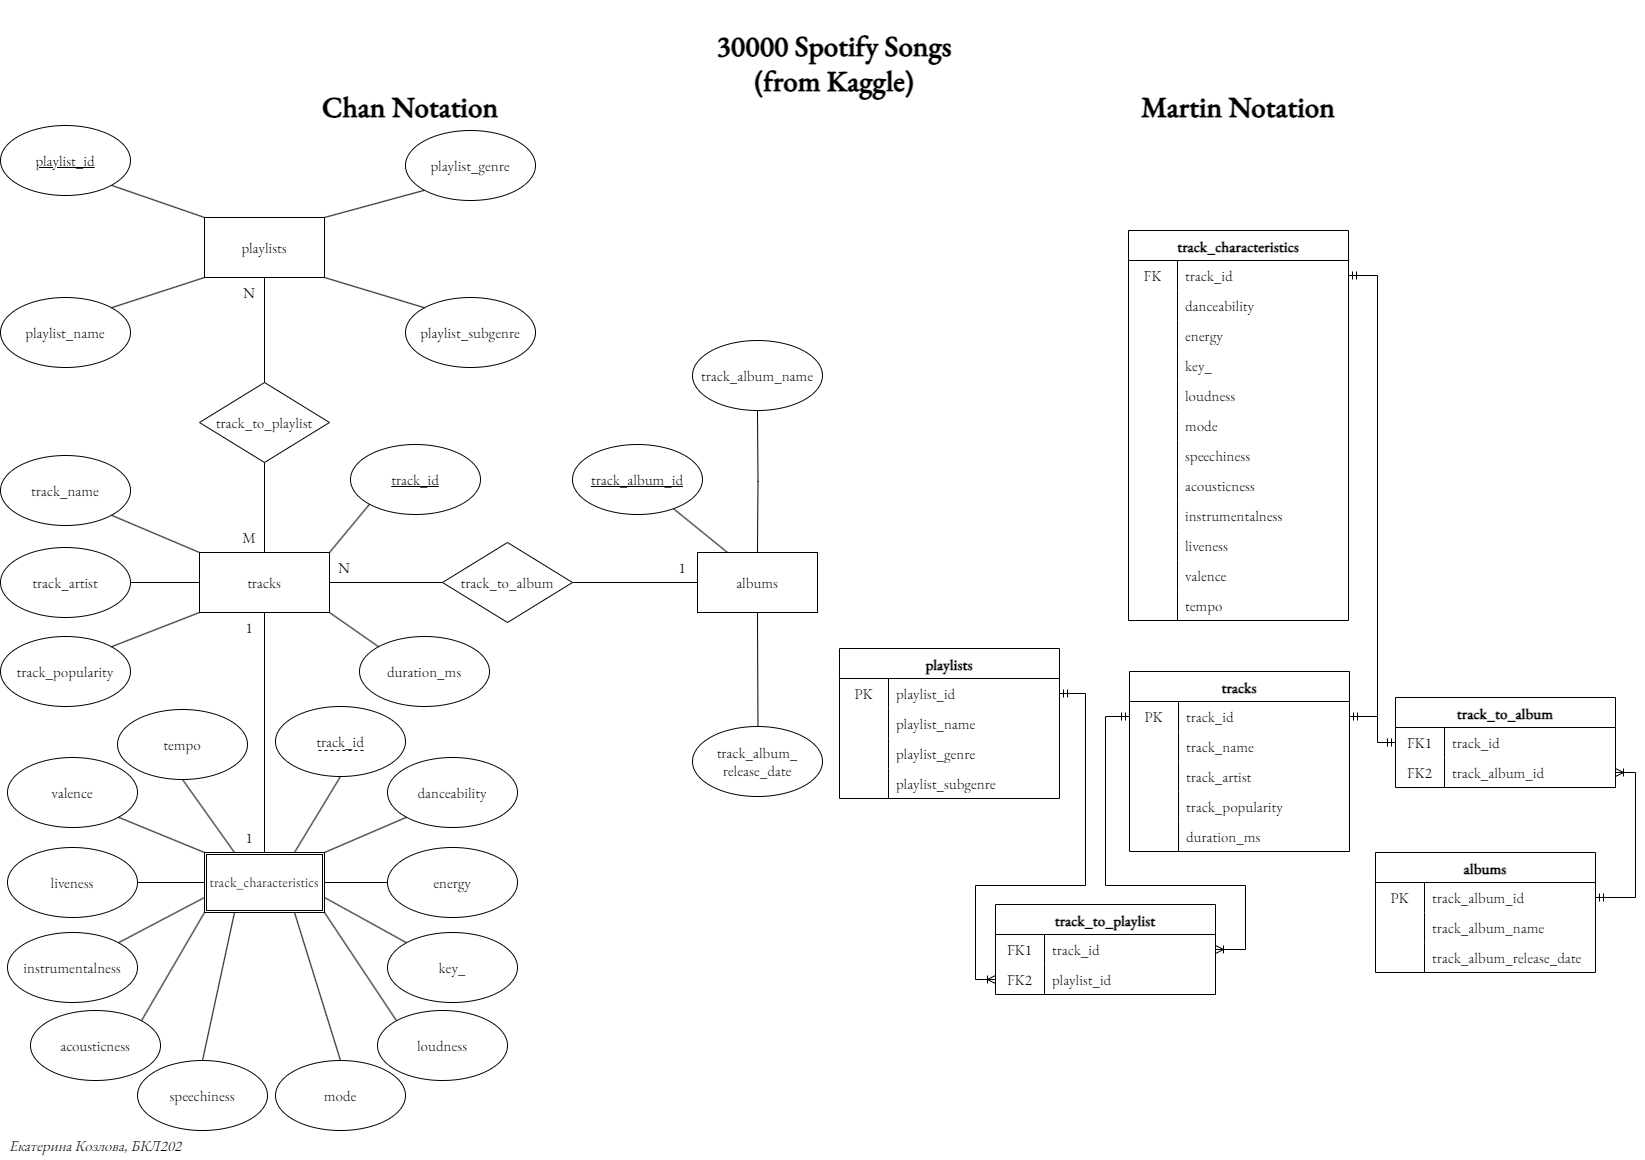 30000 Spotify Songs
(from Kaggle)
Chan Notation
playlist_id
playlist_genre
playlists
N
playlist_name
playlist_subgenre
track_to_playlist
track_album_name
track_name
track_id
track_album_id
M
track_artist
tracks
N
track_to_album
1
albums
1
track_popularity
duration_ms
tempo
track_id
track_album_
release_date
valence
danceability
1
liveness
track_characteristics
energy
instrumentalness
key_
acousticness
loudness
speechiness
mode
Martin Notation
track_characteristics
FK track_id
danceability
energy
key_
loudness
mode
speechiness
acousticness
instrumentalness
liveness
valence
tempo
playlists
PK playlist_id
playlist_name
playlist_genre
playlist_subgenre
tracks
PK track_id
track_name
track_artist
track_popularity
duration_ms
track_to_album
FK1 track_id
FK2 track_album_id
albums
PK track_album_id
track_album_name
track_album_release_date
track_to_playlist
FK1 track_id
FK2 playlist_id
Екатерина Козлова, БКЛ202